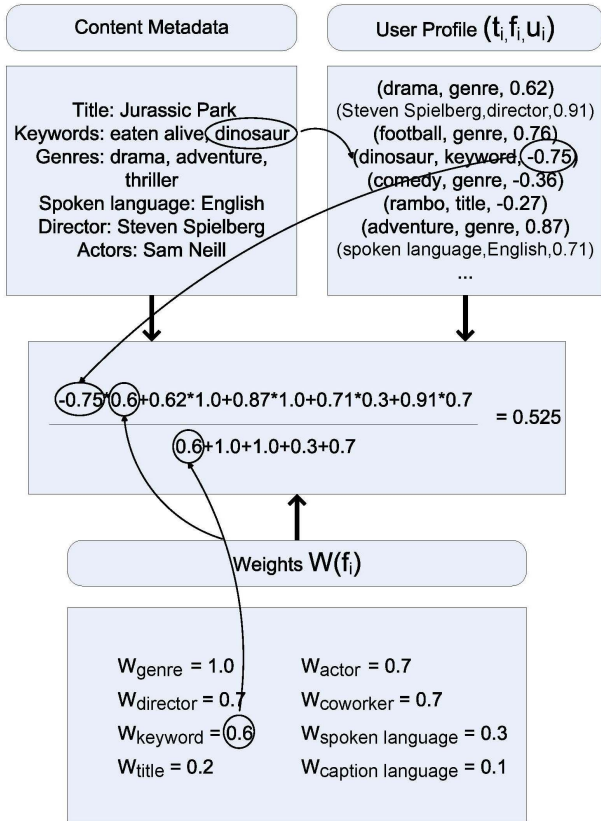 Content Metadata
Title: Jurassic Park
Keywords: eaten alive, dinosaur
Genres: drama, adventure,
thriller
Spoken language: English
Director: Steven Spielberg
Actors: Sam Neill
User Profile (ti,fi,ui)
(drama, genre, 0.62)
(Steven Spielberg,director,0.91)
(football, genre, 0.76)
(dinosaur, keyword, -0.75)
(comedy, genre, -0.36)
(rambo, title, -0.27)
(adventure, genre, 0.87)
(spoken language,English,0.71)
...
-0.75*0.6+0.62*1.0+0.87*1.0+0.71*0.3+0.91*0.7
0.6+1.0+1.0+0.3+0.7
= 0.525
Weights W(fi)
Wgenre = 1.0
Wdirector = 0.7
Wkeyword = 0.6
Wtitle = 0.2
Wactor = 0.7
Wcoworker = 0.7
Wspoken language = 0.3
Wcaption language = 0.1